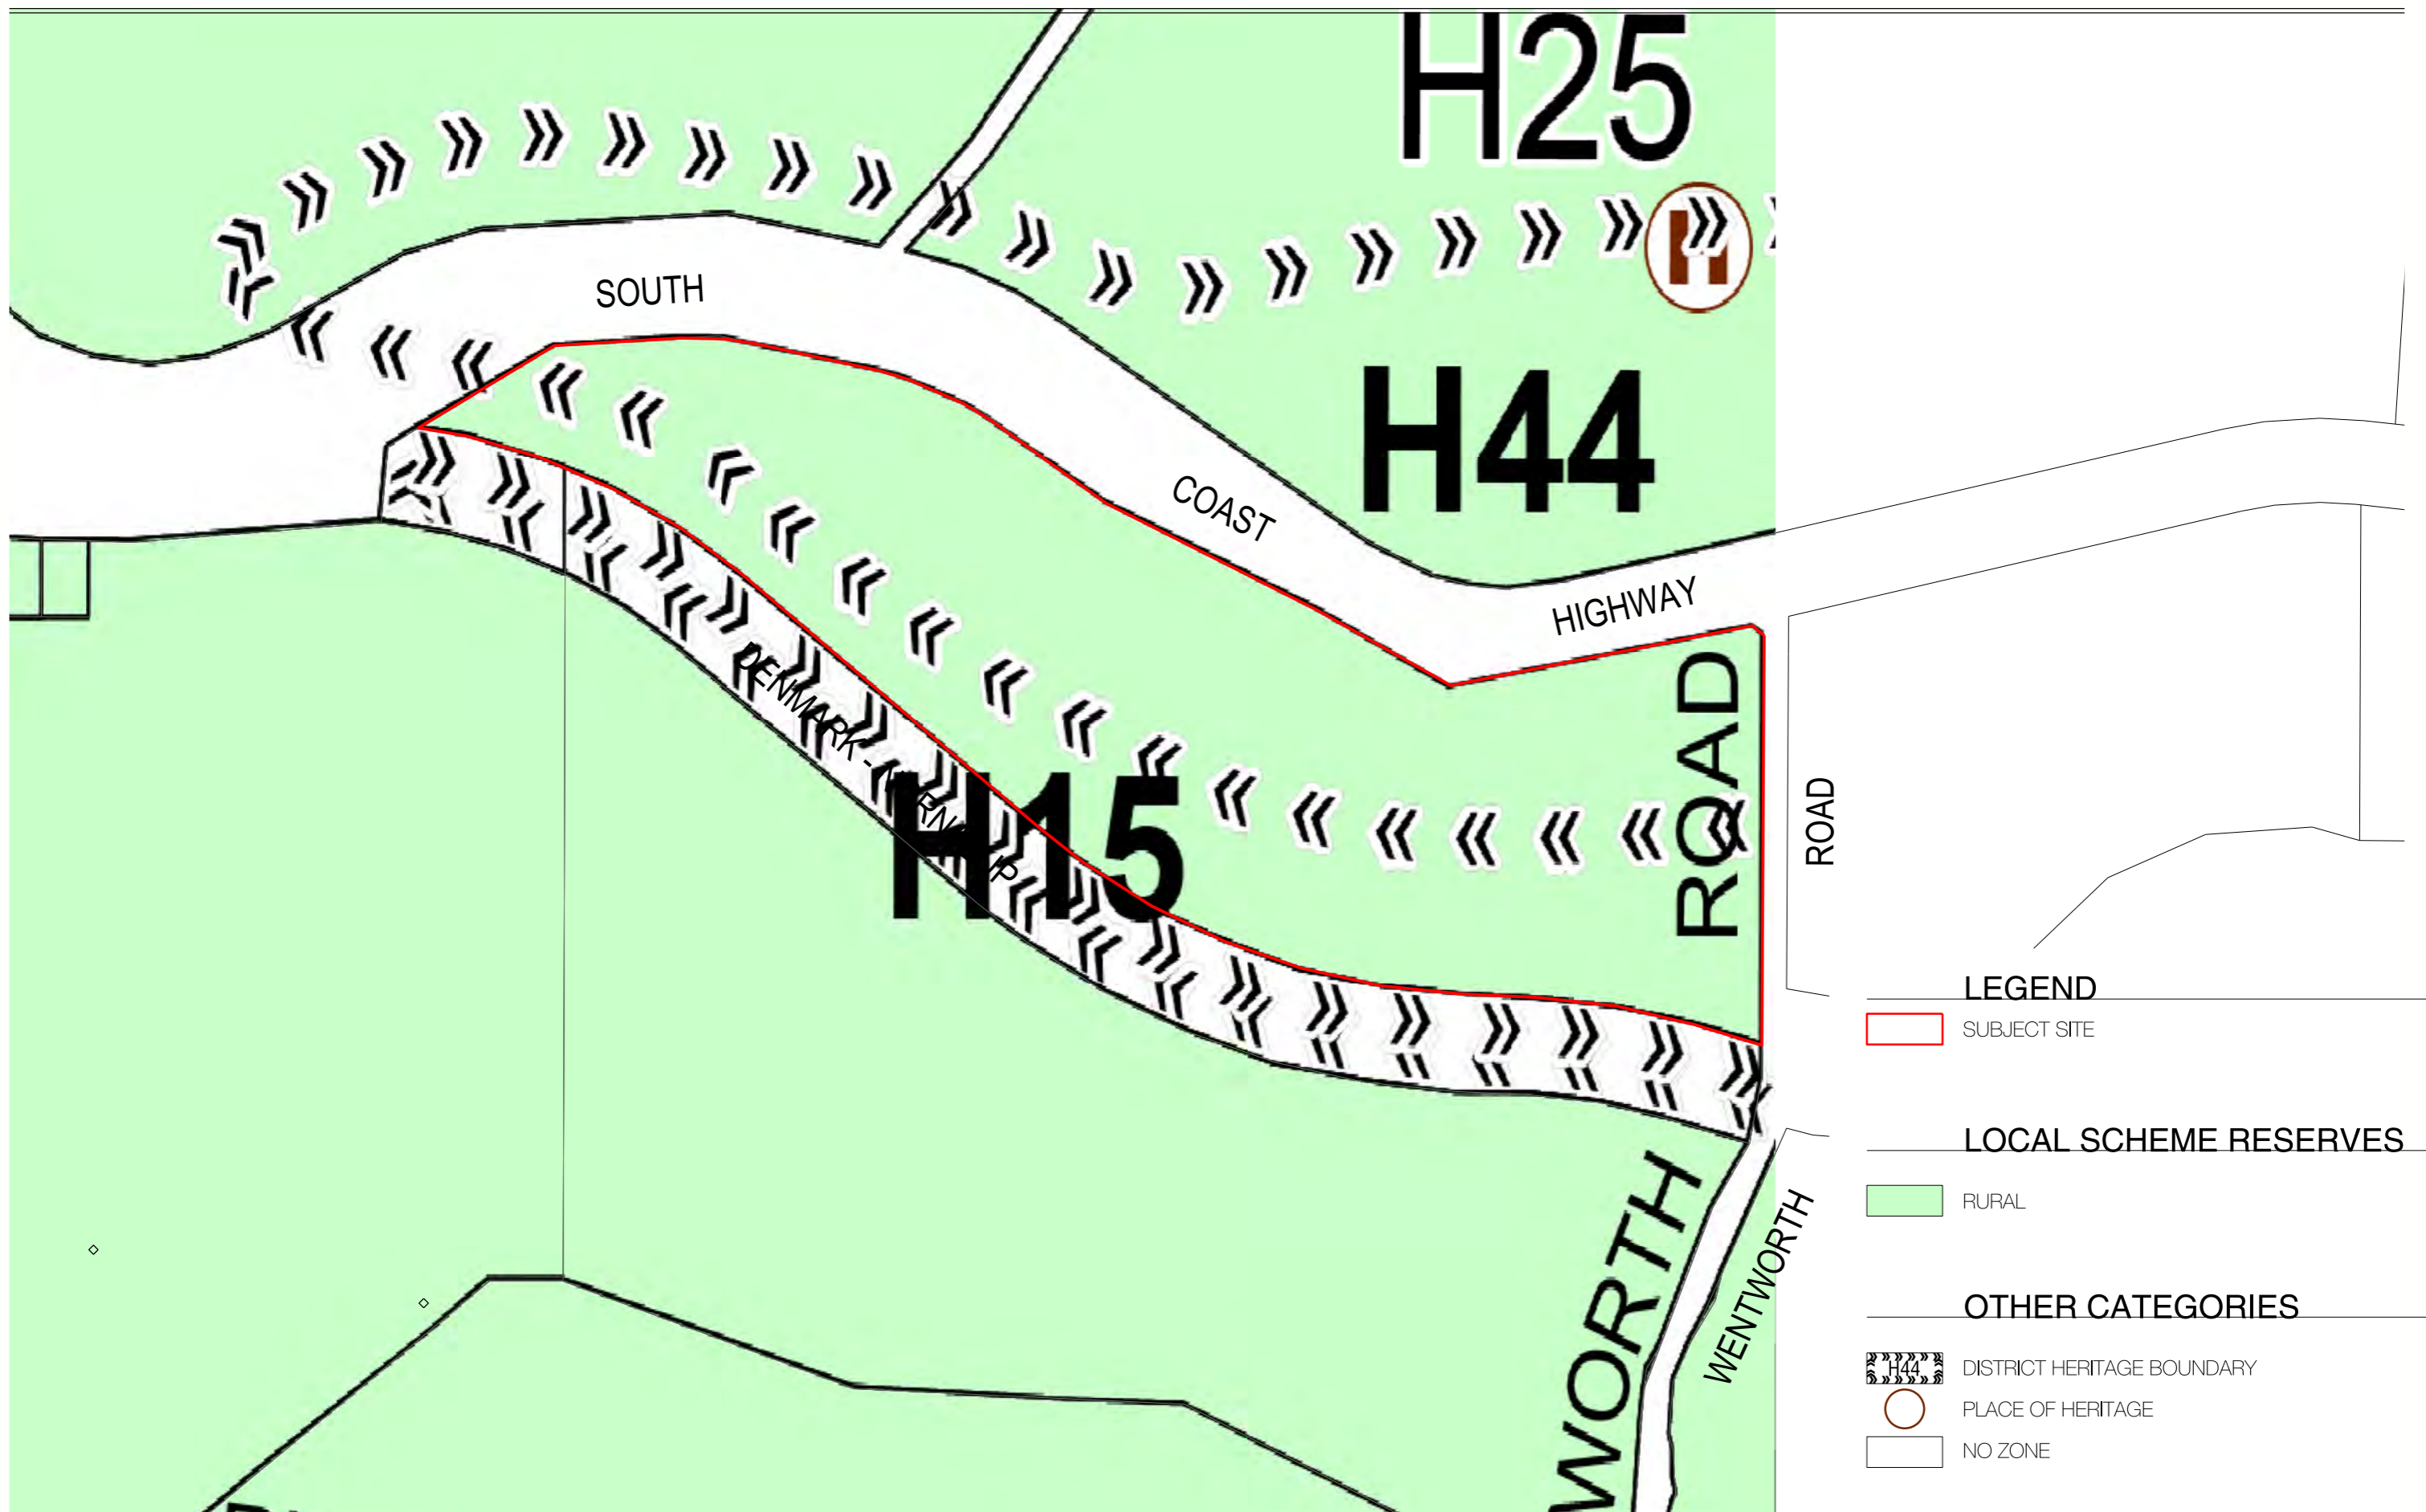 H25
H
SOUTH
H44
COAST
HIGHWAY
ROAD
ROAD
DENMARK -
H15
LEGEND
SUBJECT SITE
LOCAL SCHEME RESERVES
WORTH
WENTWORTH
RURAL
OTHER CATEGORIES
H44 DISTRICT HERITAGE BOUNDARY
PLACE OF HERITAGE
NO ZONE